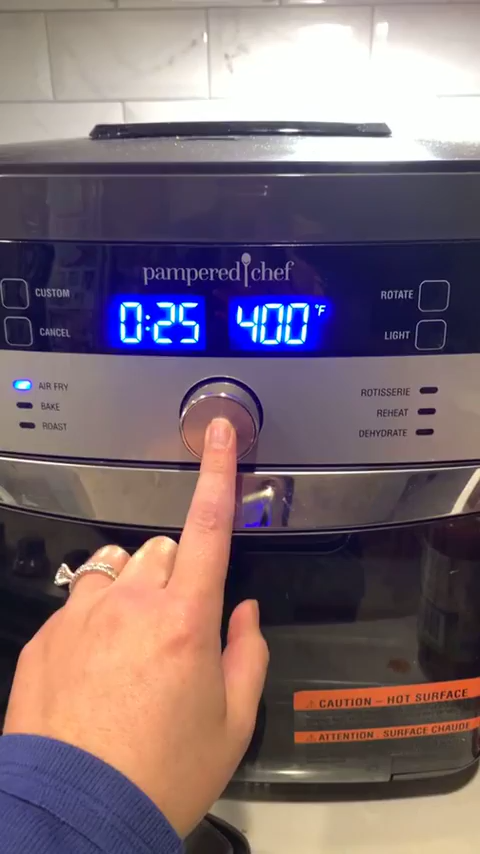 pampered chef
CUSTOM
0:25 400 °F
ROTATE
CANCEL
LIGHT
AIR FRY
BAKE
ROAST
ROTISSERIE
REHEAT
DEHYDRATE
⚠ CAUTION – HOT SURFACE
⚠ ATTENTION : SURFACE CHAUDE